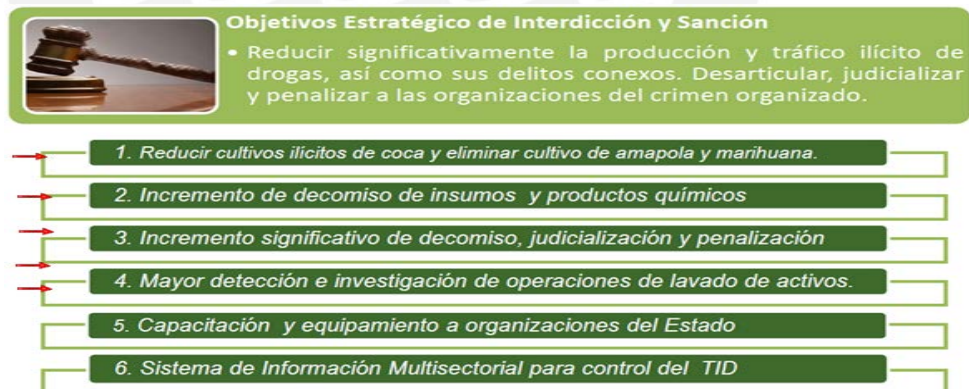 Objetivos Estratégico de Interdicción y Sanción
• Reducir significativamente la producción y tráfico ilícito de
drogas, así como sus delitos conexos. Desarticular, judicializar
y penalizar a las organizaciones del crimen organizado.
1. Reducir cultivos ilicitos de coca y eliminar cultivo de amapola y marihuana.
2. Incremento de decomiso de insumos y productos químicos
3. Incremento significativo de decomiso, judicialización y penalización
4. Mayor detección e investigación de operaciones de lavado de activos.
5. Capacitación y equipamiento a organizaciones del Estado
6. Sistema de Información Multisectorial para control del TID